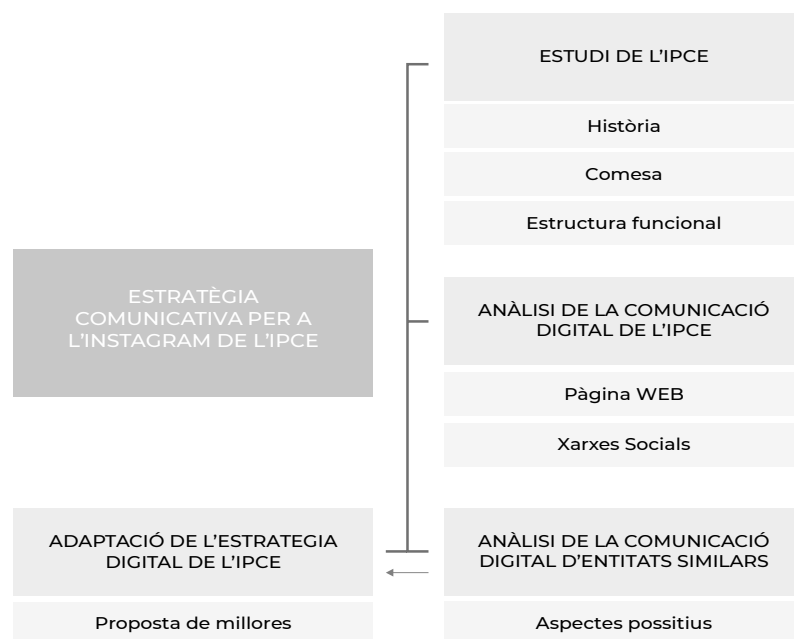 ESTUDI DE L'IPCE
Història
Comesa
Estructura funcional
ESTRATÈGIA
COMUNICATIVA PER A
L'INSTAGRAM DE L'IPCE
ANÀLISI DE LA COMUNICACIÓ
DIGITAL DE L'IPCE
Pàgina WEB
Xarxes Socials
ADAPTACIÓ DE L'ESTRATEGIA
DIGITAL DE L'IPCE
Proposta de millores
ANÀLISI DE LA COMUNICACIÓ
DIGITAL D'ENTITATS SIMILARS
Aspectes possitius